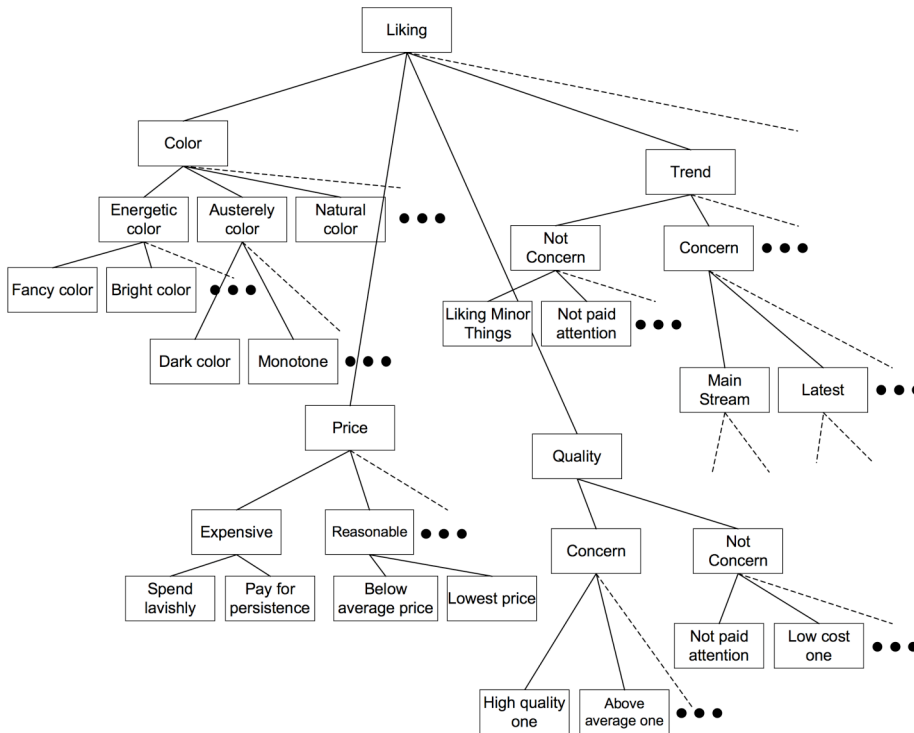 Liking
Color
Trend
Energetic
color
Austerely
color
Natural
color
Not
Concern
Concern
Fancy color
Bright color
Liking Minor
Things
Not paid
attention
Dark color
Monotone
Main
Stream
Latest
Price
Quality
Expensive
Reasonable
Concern
Not
Concern
Spend
lavishly
Pay for
persistence
Below
average price
Lowest price
Not paid
attention
Low cost
one
High quality
one
Above
average one